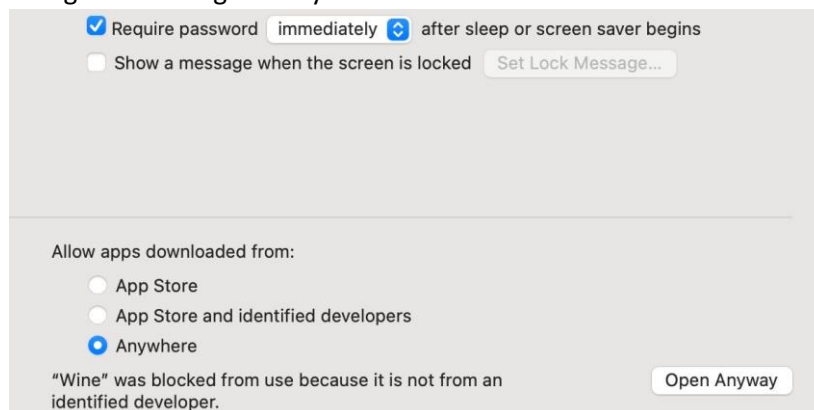 Require password immediately after sleep or screen saver begins
Show a message when the screen is locked Set Lock Message...
Allow apps downloaded from:
App Store
App Store and identified developers
Anywhere
“Wine” was blocked from use because it is not from an
identified developer.
Open Anyway